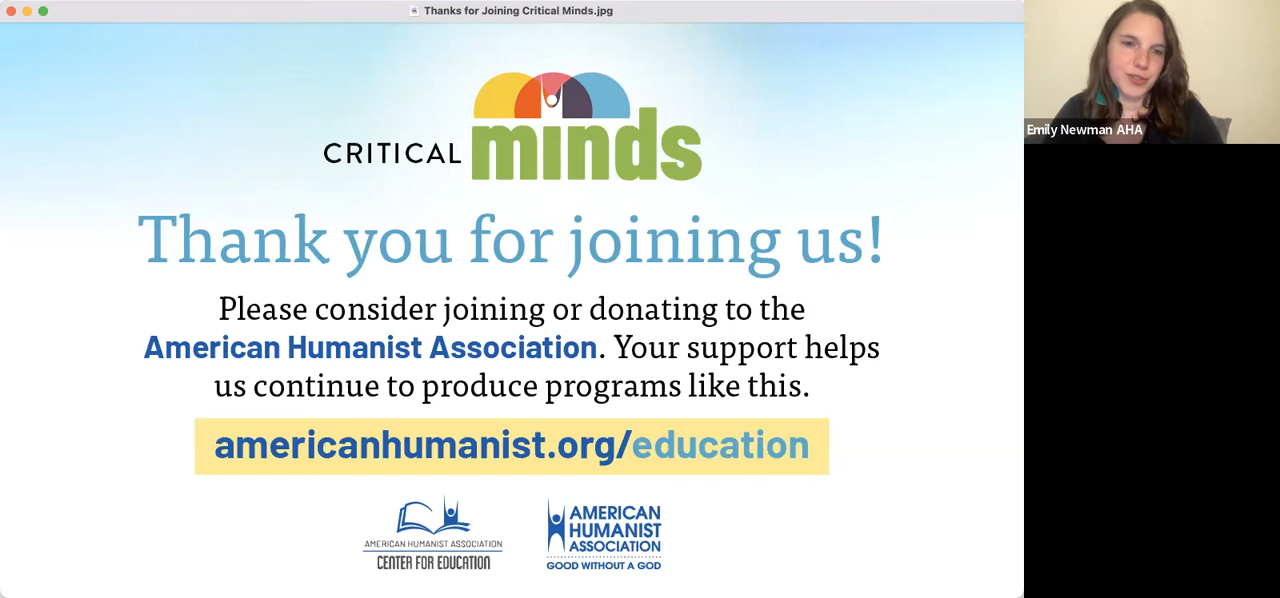 Thanks for Joining Critical Minds.jpg
CRITICAL minds
Thank you for joining us!
Please consider joining or donating to the
American Humanist Association. Your support helps
us continue to produce programs like this.
americanhumanist.org/education
AMERICAN HUMANIST ASSOCIATION
CENTER FOR EDUCATION
AMERICAN
HUMANIST
ASSOCIATION
GOOD WITHOUT A GOD
Emily Newman AHA